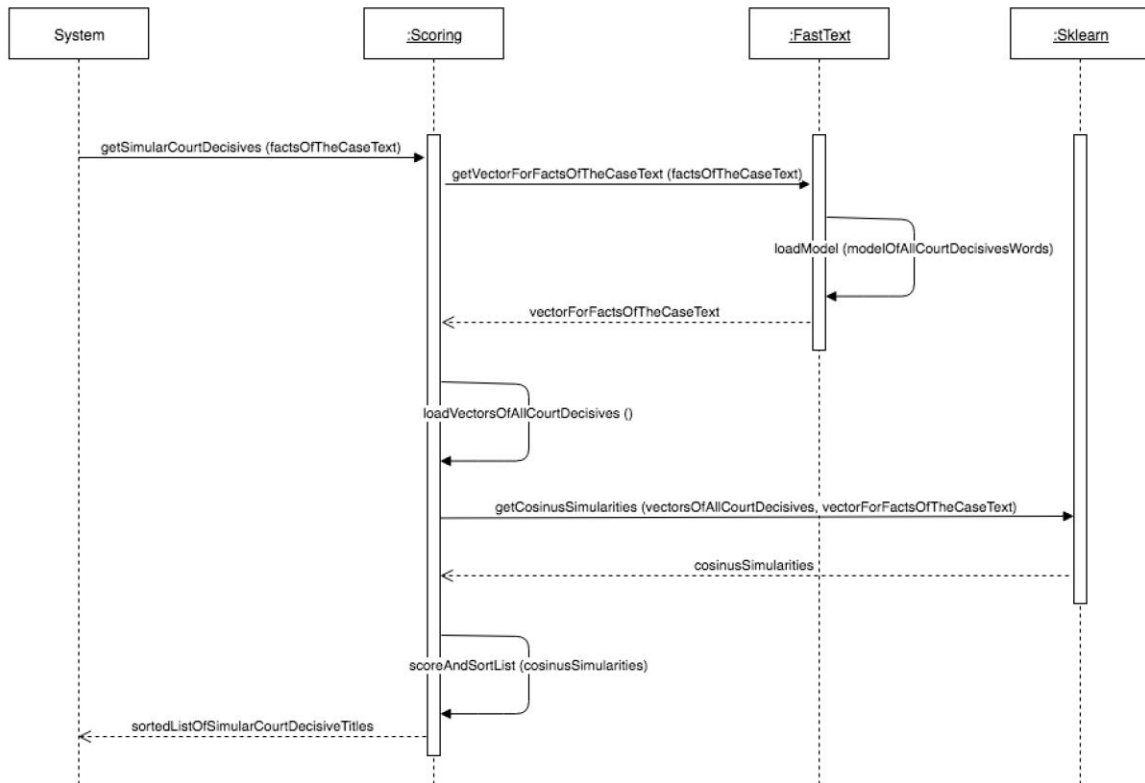 System
:Scoring
:FastText
:Sklearn
getSimularCourtDecisives (factsOfTheCaseText)
getVectorForFactsOfTheCaseText (factsOfTheCaseText)
loadModel (modelOfAllCourtDecisivesWords)
vectorForFactsOfTheCaseText
loadVectorsOfAllCourtDecisives ()
getCosinusSimularities (vectorsOfAllCourtDecisives, vectorForFactsOfTheCaseText)
cosinusSimularities
scoreAndSortList (cosinusSimularities)
sortedListOfSimularCourtDecisiveTitles